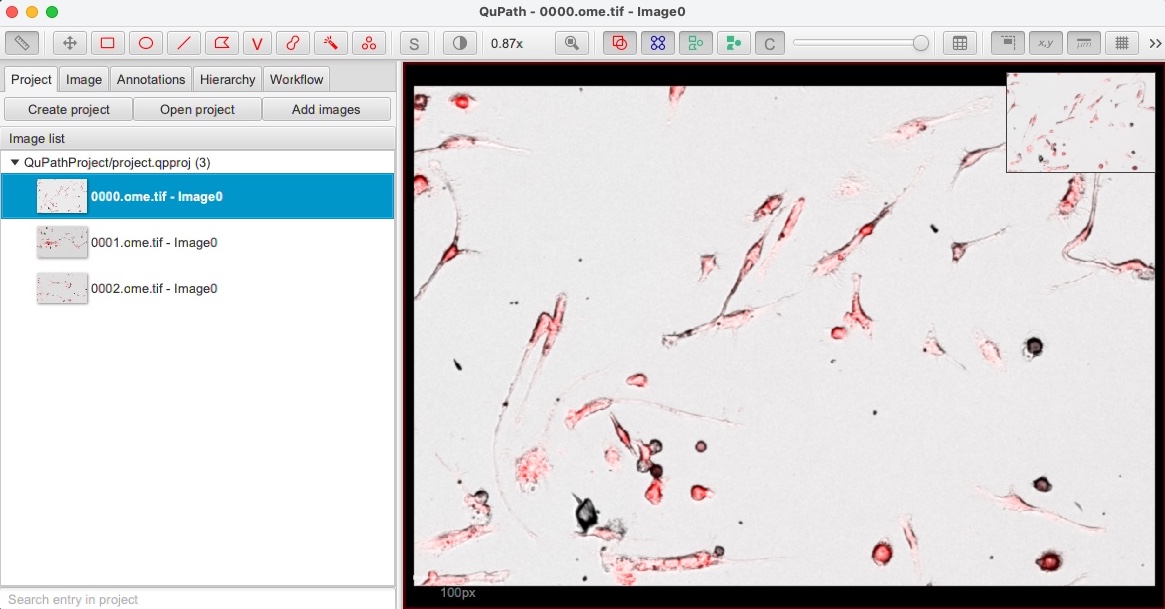 QuPath - 0000.ome.tif - Image0
S 0.87x C x,y µm
Project Image Annotations Hierarchy Workflow
Create project Open project Add images
Image list
QuPathProject/project.qpproj (3)
0000.ome.tif - Image0
0001.ome.tif - Image0
0002.ome.tif - Image0
Search entry in project
100px